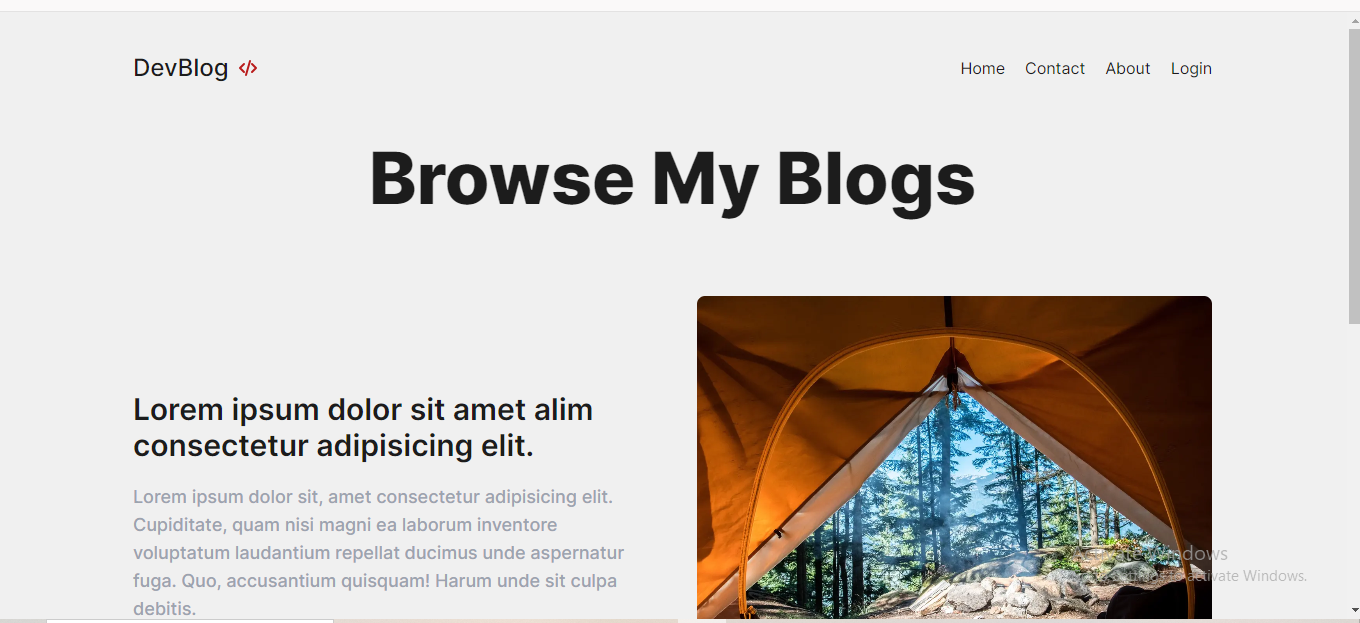 DevBlog </>
Home Contact About Login
Browse My Blogs
Lorem ipsum dolor sit amet alim
consectetur adipisicing elit.
Lorem ipsum dolor sit, amet consectetur adipisicing elit.
Cupiditate, quam nisi magni ea laborum inventore
voluptatum laudantium repellat ducimus unde aspernatur
fuga. Quo, accusantium quisquam! Harum unde sit culpa
debitis.
Windows
activate Windows.